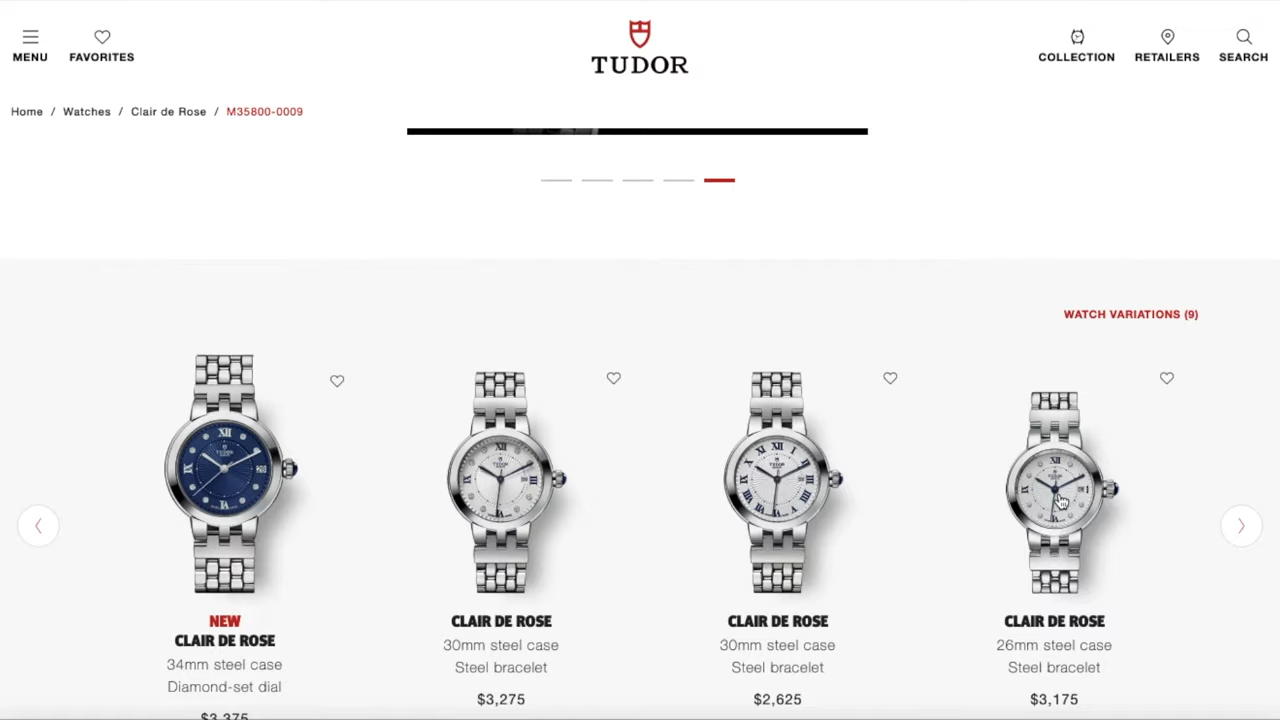 MENU
FAVORITES
TUDOR
COLLECTION
RETAILERS
SEARCH
Home / Watches / Clair de Rose / M35800-0009
WATCH VARIATIONS (9)
NEW
CLAIR DE ROSE
34mm steel case
Diamond-set dial
$3,375
CLAIR DE ROSE
30mm steel case
Steel bracelet
$3,275
CLAIR DE ROSE
30mm steel case
Steel bracelet
$2,625
CLAIR DE ROSE
26mm steel case
Steel bracelet
$3,175